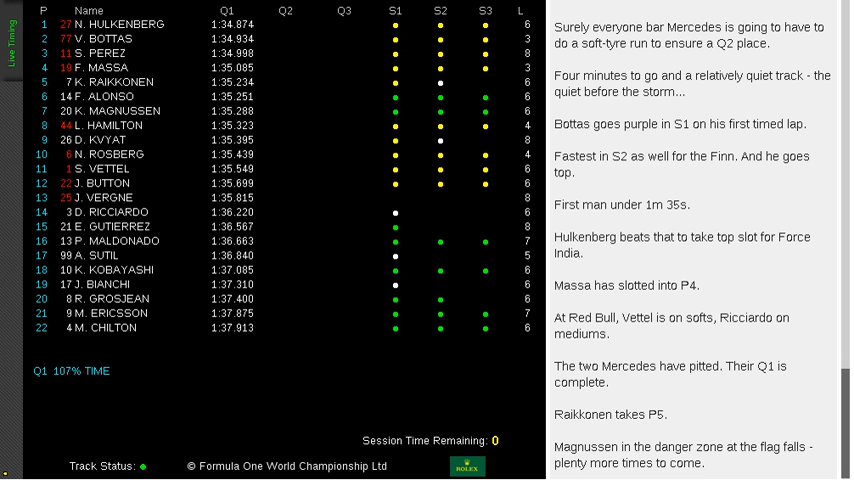 Live Timing
P Name Q1 Q2 Q3 S1 S2 S3 L
1 27 N. HULKENBERG 1:34.874 6
2 77 V. BOTTAS 1:34.934 3
3 11 S. PEREZ 1:34.998 8
4 19 F. MASSA 1:35.085 3
5 7 K. RAIKKONEN 1:35.234 6
6 14 F. ALONSO 1:35.251 6
7 20 K. MAGNUSSEN 1:35.288 6
8 44 L. HAMILTON 1:35.323 4
9 26 D. KVYAT 1:35.395 8
10 6 N. ROSBERG 1:35.439 4
11 1 S. VETTEL 1:35.549 6
12 22 J. BUTTON 1:35.699 6
13 25 J. VERGNE 1:35.815 8
14 3 D. RICCIARDO 1:36.220 6
15 21 E. GUTIERREZ 1:36.567 8
16 13 P. MALDONADO 1:36.663 7
17 99 A. SUTIL 1:36.840 5
18 10 K. KOBAYASHI 1:37.085 6
19 17 J. BIANCHI 1:37.310 6
20 8 R. GROSJEAN 1:37.400 6
21 9 M. ERICSSON 1:37.875 7
22 4 M. CHILTON 1:37.913 6
Q1 107% TIME
Session Time Remaining: 0
Track Status:
© Formula One World Championship Ltd
ROLEX
Surely everyone bar Mercedes is going to have to
do a soft-tyre run to ensure a Q2 place.
Four minutes to go and a relatively quiet track - the
quiet before the storm...
Bottas goes purple in S1 on his first timed lap.
Fastest in S2 as well for the Finn. And he goes
top.
First man under 1m 35s.
Hulkenberg beats that to take top slot for Force
India.
Massa has slotted into P4.
At Red Bull, Vettel is on softs, Ricciardo on
mediums.
The two Mercedes have pitted. Their Q1 is
complete.
Raikkonen takes P5.
Magnussen in the danger zone at the flag falls -
plenty more times to come.